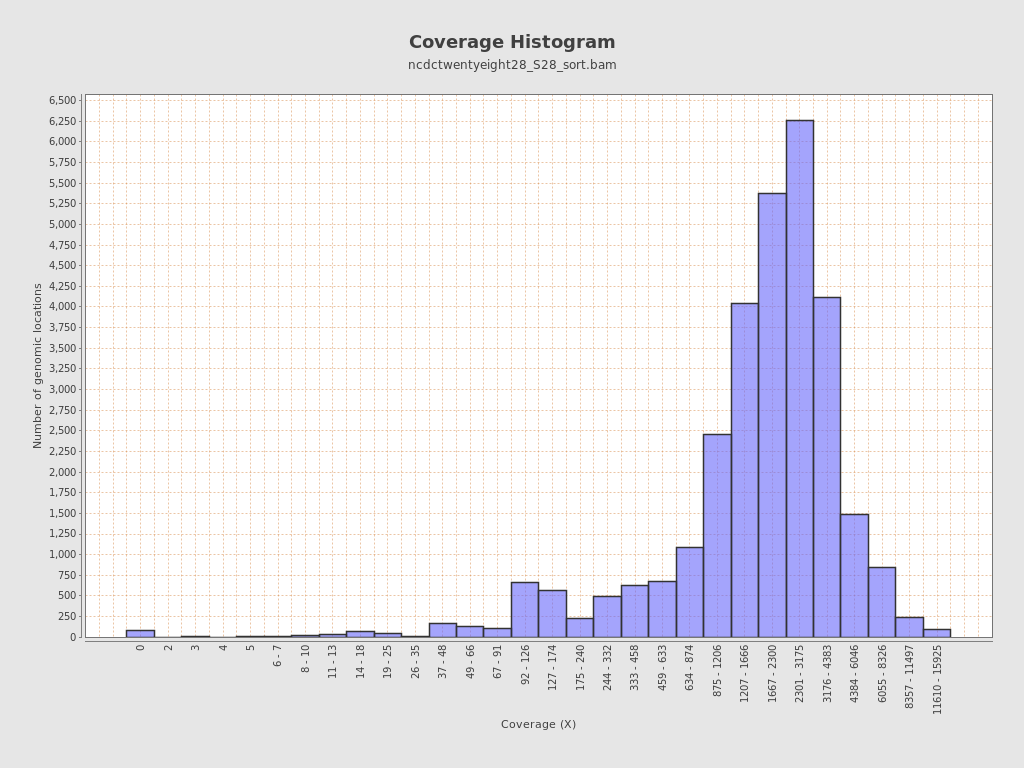 Coverage Histogram
ncdctwentyeight28_S28_sort.bam
6,500
6,250
6,000
5,750
5,500
5,250
5,000
4,750
4,500
4,250
4,000
3,750
3,500
3,250
3,000
2,750
2,500
2,250
2,000
1,750
1,500
1,250
1,000
750
500
250
0
Number of genomic locations
0
2
3
4
5
6 - 7
8 - 10
11 - 13
14 - 18
19 - 25
26 - 35
37 - 48
49 - 66
67 - 91
92 - 126
127 - 174
175 - 240
244 - 332
333 - 458
459 - 633
634 - 874
875 - 1206
1207 - 1666
1667 - 2300
2301 - 3175
3176 - 4383
4384 - 6046
6055 - 8326
8357 - 11497
11610 - 15925
Coverage (X)